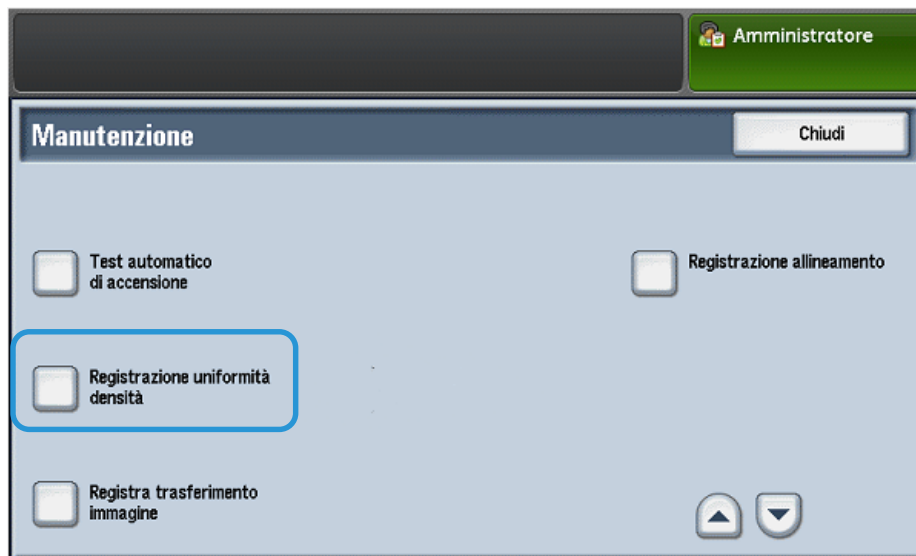 Amministratore
Manutenzione
Chiudi
Test automatico
di accensione
Registrazione allineamento
Registrazione uniformità
densità
Registra trasferimento
immagine